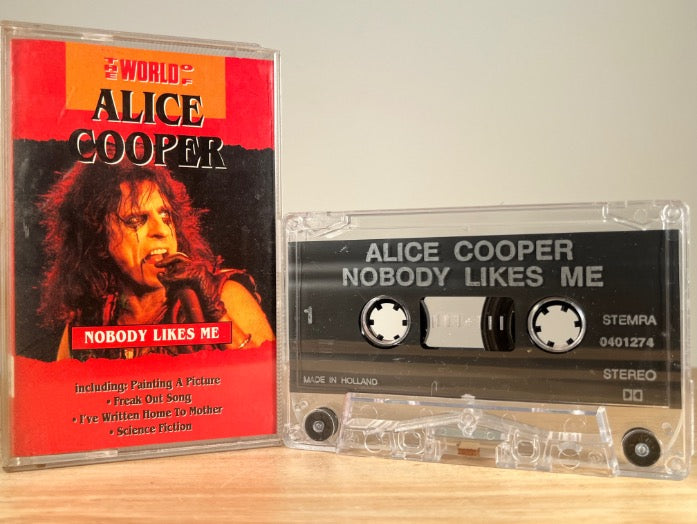 THE WORLD OF
ALICE
COOPER
NOBODY LIKES ME
including: Painting A Picture
• Freak Out Song
• I've Written Home To Mother
• Science Fiction
ALICE COOPER
NOBODY LIKES ME
STEMRA
0401274
STEREO
MADE IN HOLLAND